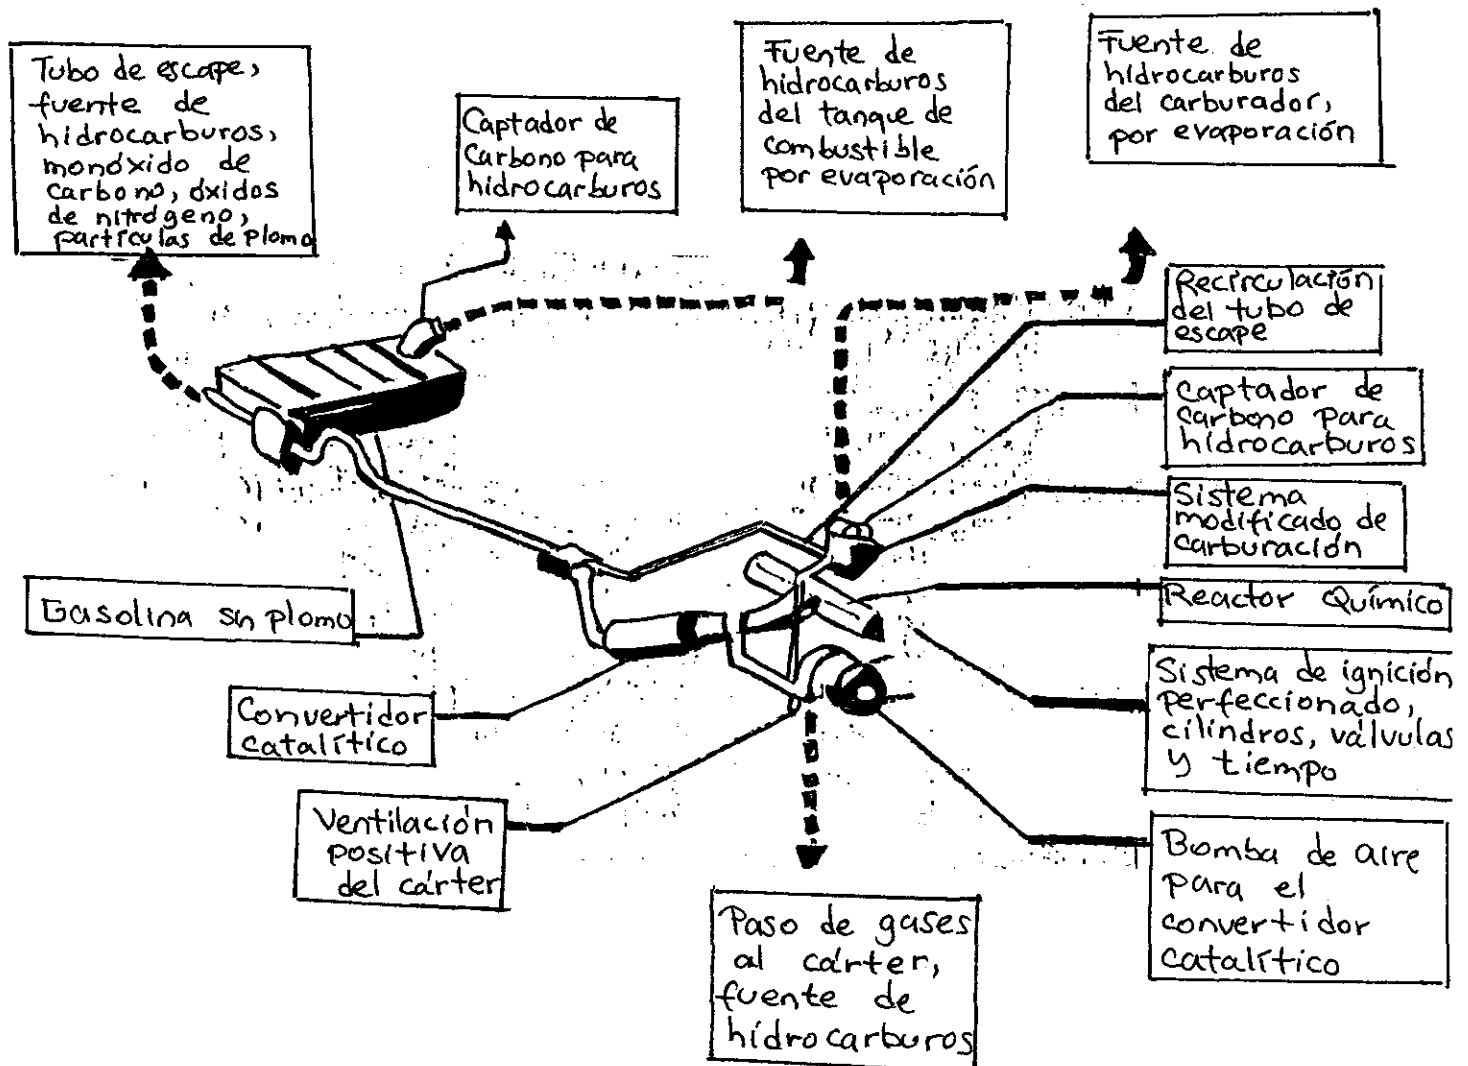 Tubo de escape,
fuente de
hidrocarburos,
monóxido de
carbono, óxidos
de nitrógeno,
partículas de plomo
Captador de
Carbono para
hidrocarburos
Fuente de
hidrocarburos
del tanque de
combustible
por evaporación
Fuente de
hidrocarburos
del carburador,
por evaporación
Recirculación
del tubo de
escape
Captador de
carbono para
hidrocarburos
Sistema
modificado de
carburación
Reactor Químico
Sistema de ignición
perfeccionado,
cilindros, válvulas
y tiempo
Bomba de aire
para el
convertidor
catalítico
Gasolina sin plomo
Convertidor
catalítico
Ventilación
positiva
del cárter
Paso de gases
al cárter,
fuente de
hidrocarburos